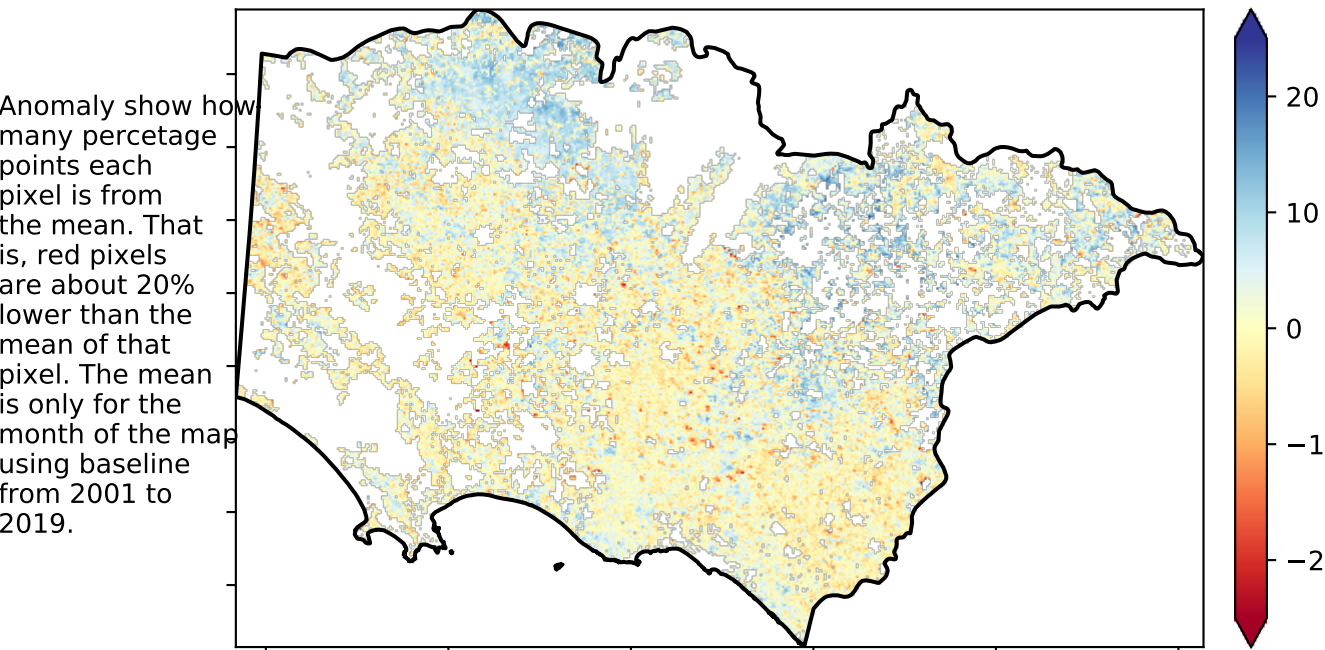 Anomaly show how
many percetage
points each
pixel is from
the mean. That
is, red pixels
are about 20%
lower than the
mean of that
pixel. The mean
is only for the
month of the map
using baseline
from 2001 to
2019.
20
10
0
−1
−2